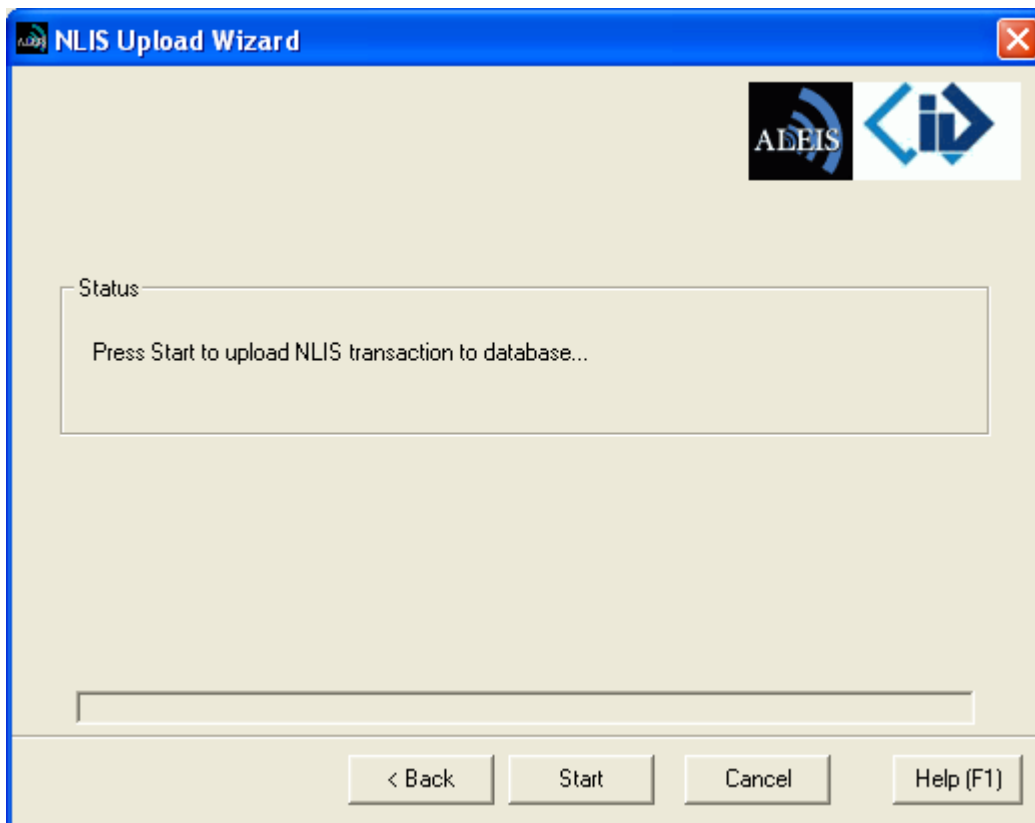 NLIS Upload Wizard
ALEIS
Status
Press Start to upload NLIS transaction to database...
< Back
Start
Cancel
Help (F1)